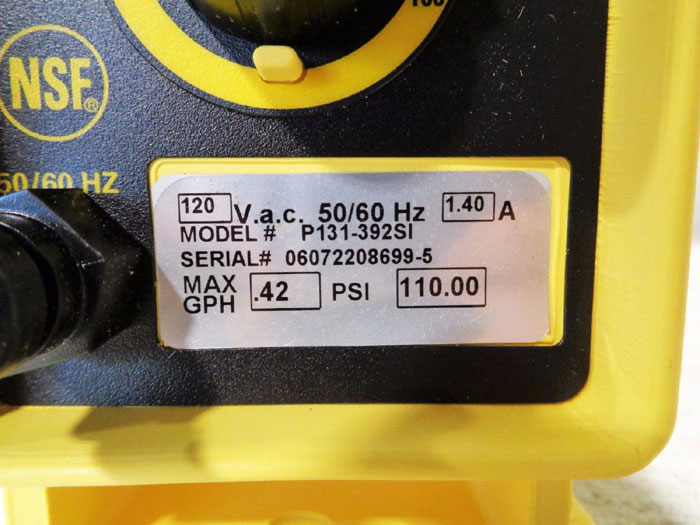 100
NSF®
50/60 HZ
120 V.a.c. 50/60 Hz 1.40 A
MODEL # P131-392SI
SERIAL# 06072208699-5
MAX GPH .42 PSI 110.00